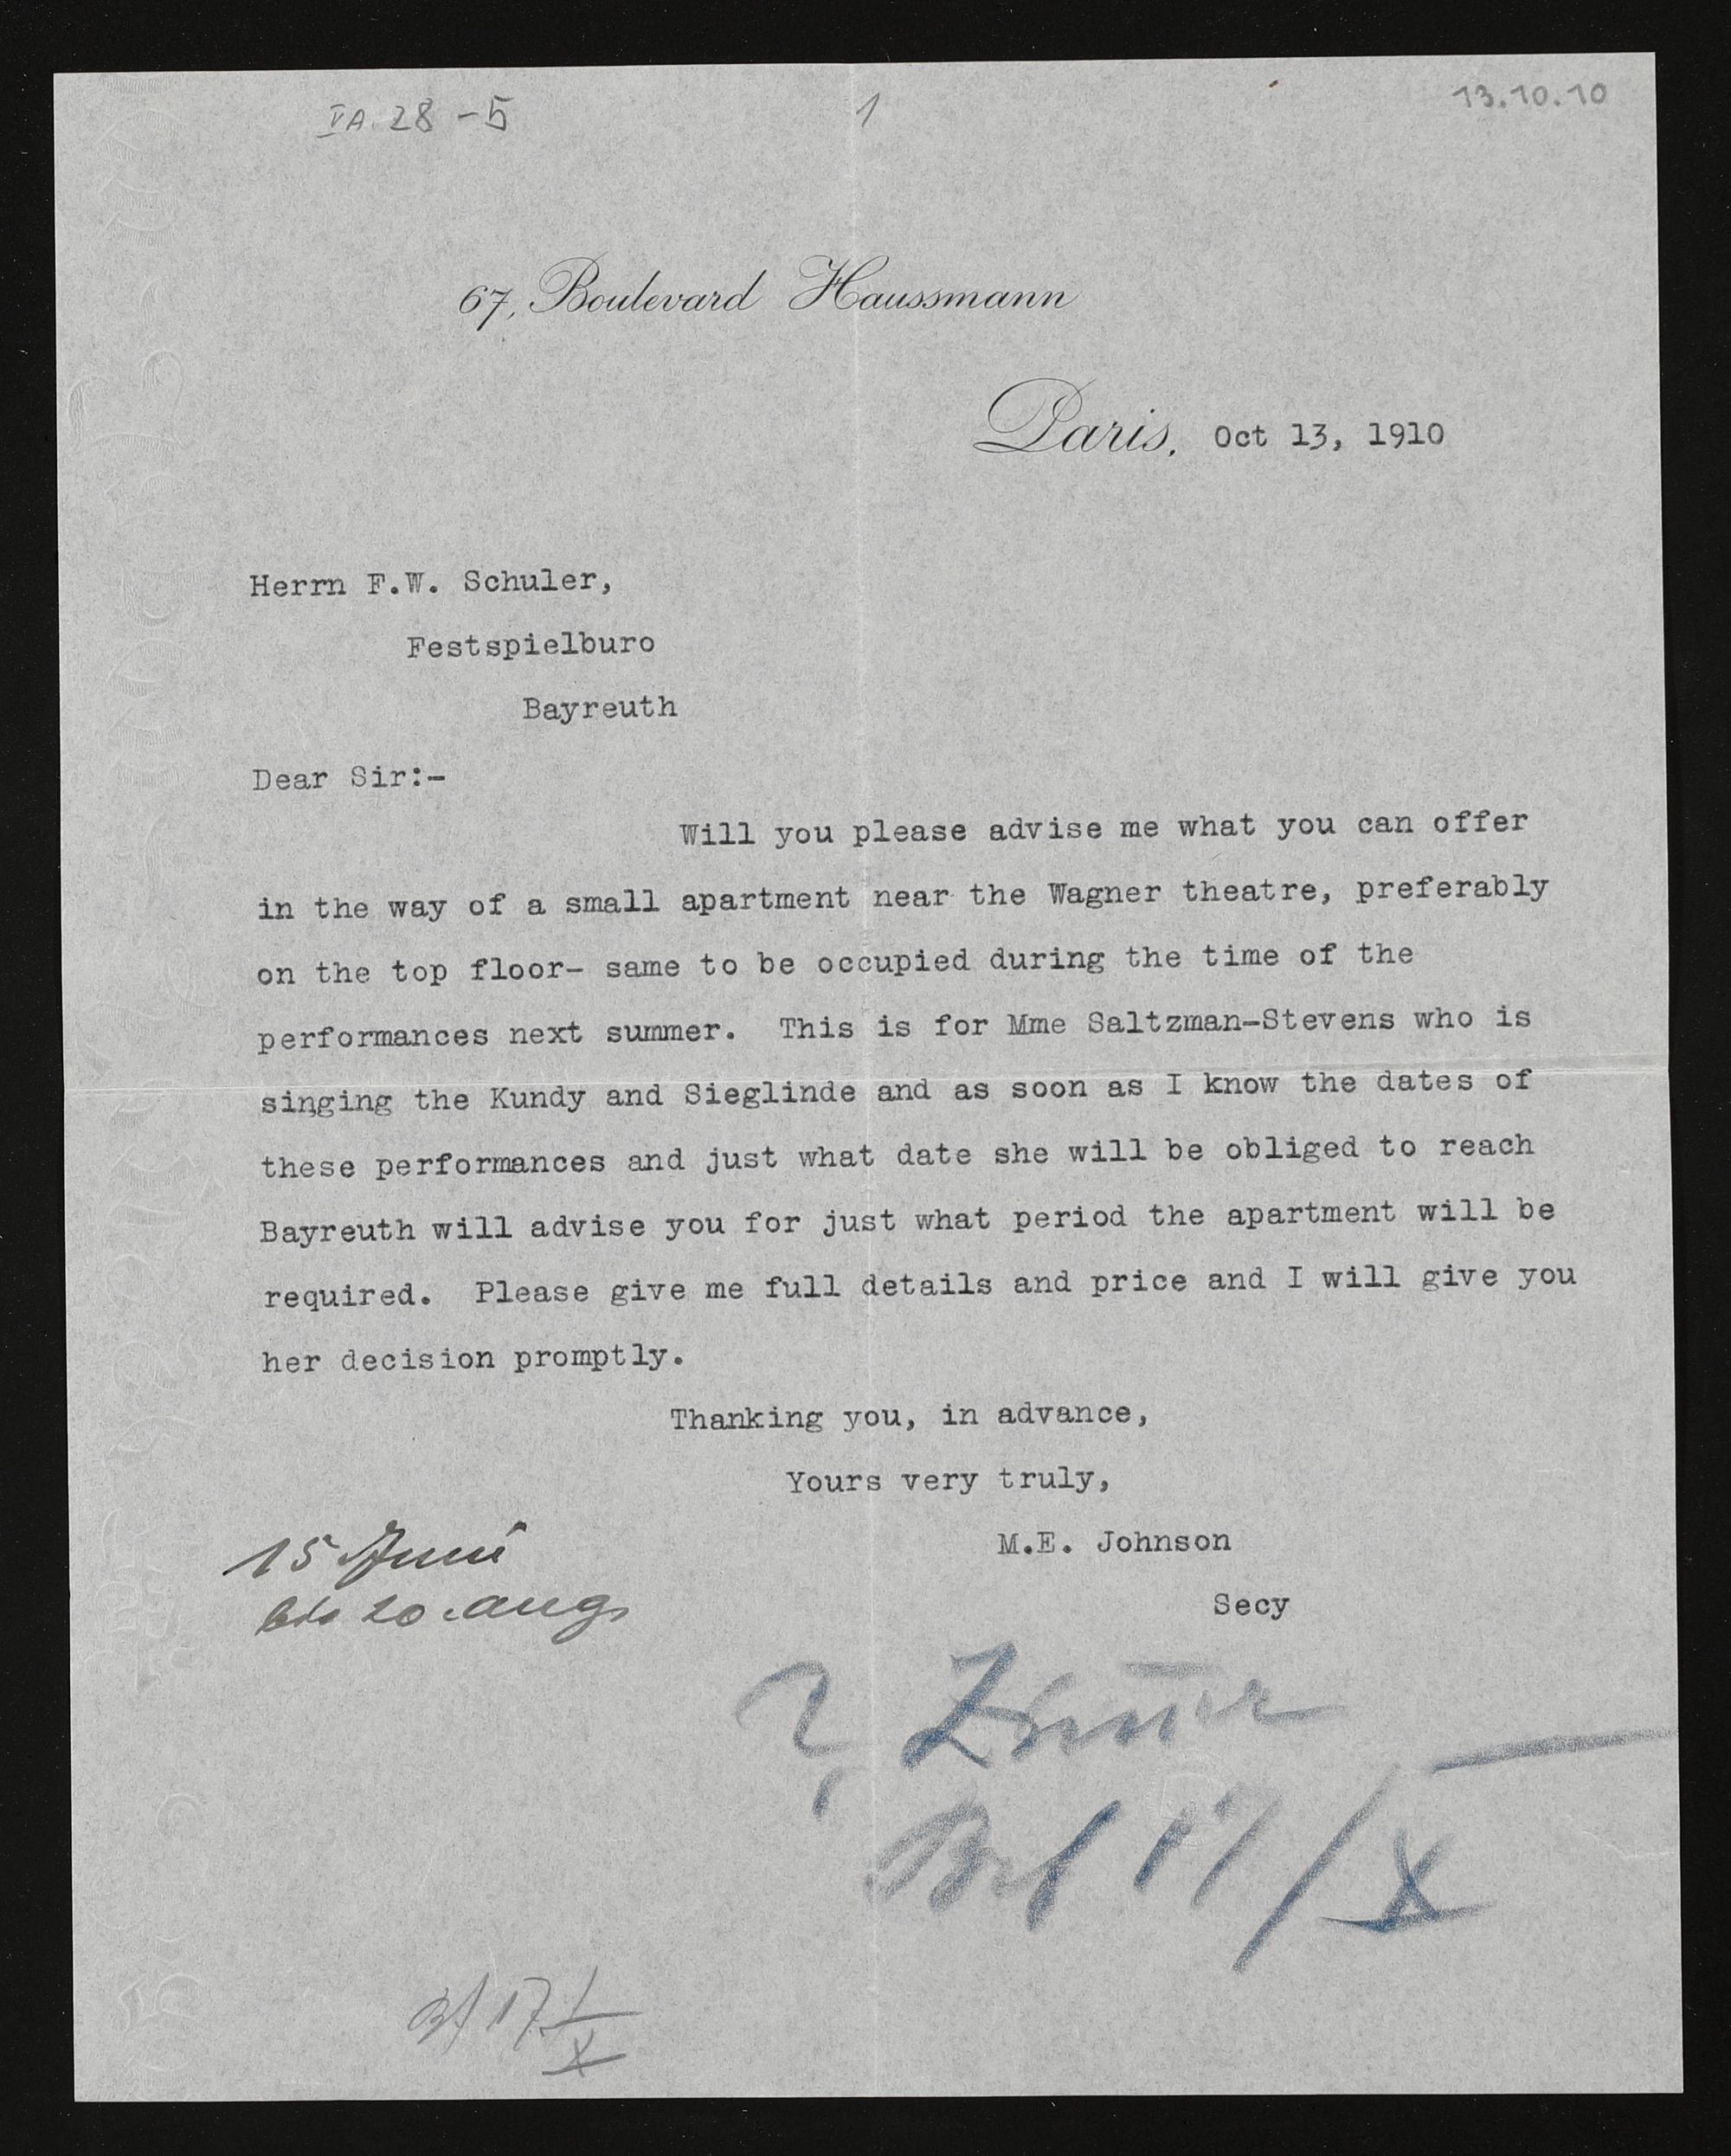 VA 28 - 5
1
13.10.10
67, Boulevard Haussmann
Paris, Oct 13, 1910
Herrn F.W. Schuler,
Festspielburo
Bayreuth
Dear Sir:-
Will you please advise me what you can offer
in the way of a small apartment near the Wagner theatre, preferably
on the top floor- same to be occupied during the time of the
performances next summer. This is for Mme Saltzman-Stevens who is
singing the Kundy and Sieglinde and as soon as I know the dates of
these performances and just what date she will be obliged to reach
Bayreuth will advise you for just what period the apartment will be
required. Please give me full details and price and I will give you
her decision promptly.
Thanking you, in advance,
Yours very truly,
M.E. Johnson
Secy
15 Juni
bis 20. Aug
17/X
17/X